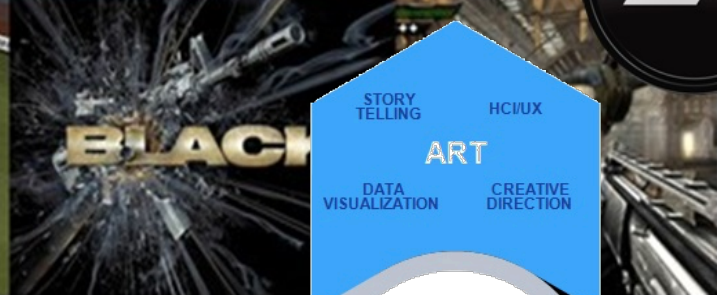 BLACK
STORY
TELLING
HCI/UX
ART
DATA
VISUALIZATION
CREATIVE
DIRECTION